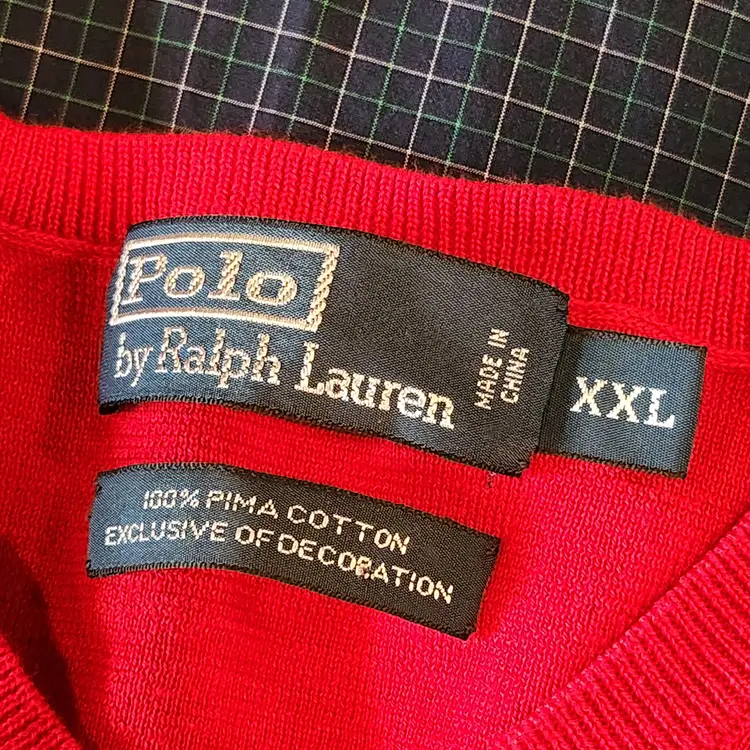 Polo
by Ralph Lauren
MADE IN
CHINA
XXL
100% PIMA COTTON
EXCLUSIVE OF DECORATION